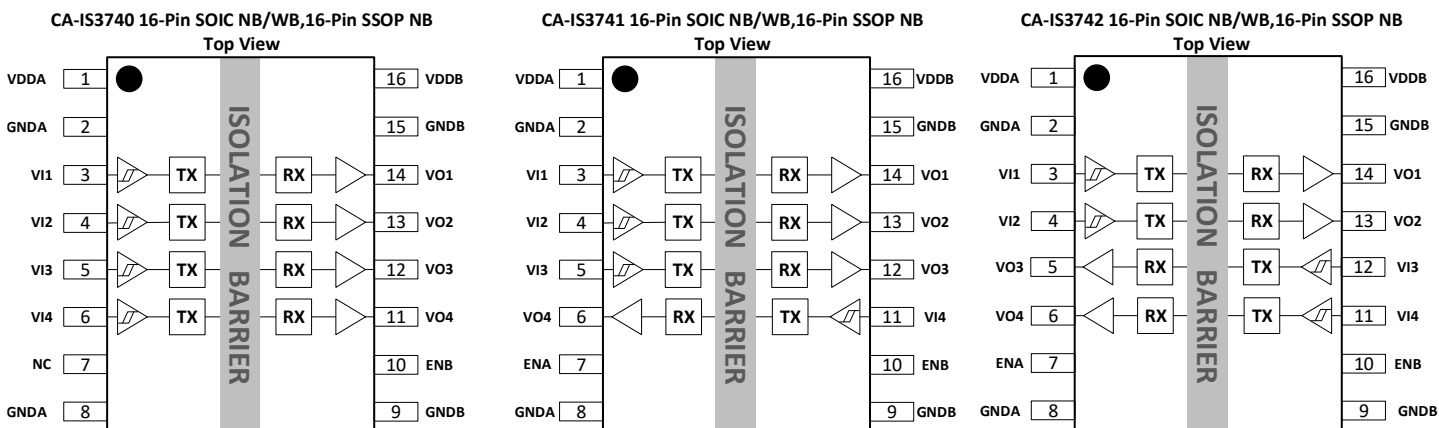 CA-IS3740 16-Pin SOIC NB/WB,16-Pin SSOP NB
Top View
VDDA 1 16 VDDB
GNDA 2 15 GNDB
VI1 3 TX RX 14 VO1
VI2 4 TX RX 13 VO2
VI3 5 TX RX 12 VO3
VI4 6 TX RX 11 VO4
NC 7 10 ENB
GNDA 8 9 GNDB
ISOLATION BARRIER
CA-IS3741 16-Pin SOIC NB/WB,16-Pin SSOP NB
Top View
VDDA 1 16 VDDB
GNDA 2 15 GNDB
VI1 3 TX RX 14 VO1
VI2 4 TX RX 13 VO2
VI3 5 TX RX 12 VO3
VO4 6 RX TX 11 VI4
ENA 7 10 ENB
GNDA 8 9 GNDB
ISOLATION BARRIER
CA-IS3742 16-Pin SOIC NB/WB,16-Pin SSOP NB
Top View
VDDA 1 16 VDDB
GNDA 2 15 GNDB
VI1 3 TX RX 14 VO1
VI2 4 TX RX 13 VO2
VO3 5 RX TX 12 VI3
VO4 6 RX TX 11 VI4
ENA 7 10 ENB
GNDA 8 9 GNDB
ISOLATION BARRIER